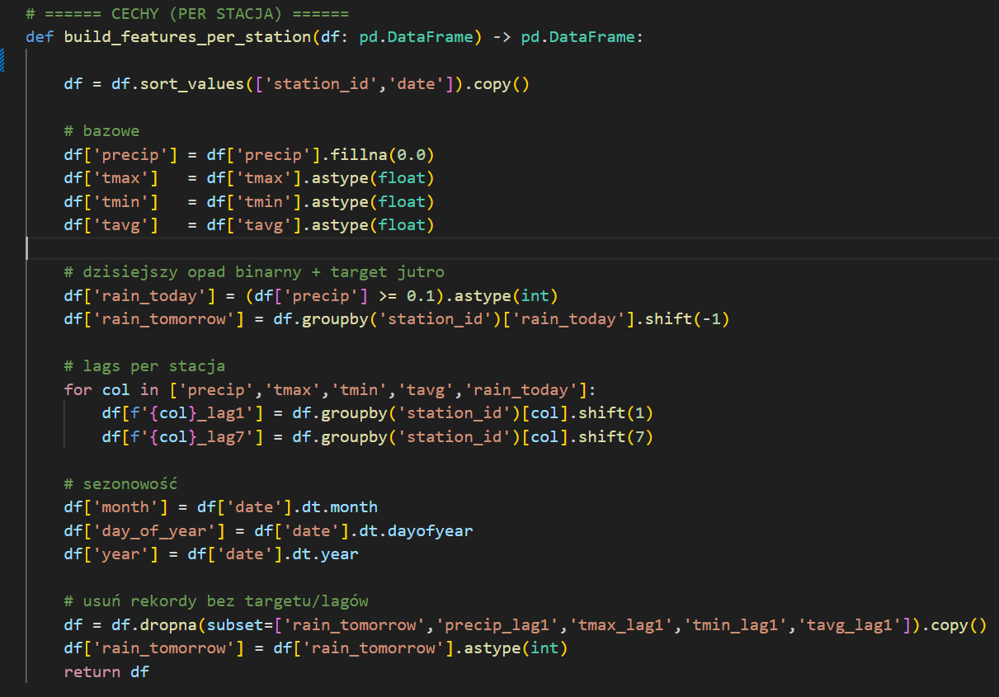 # ====== CECHY (PER STACJA) ======
def build_features_per_station(df: pd.DataFrame) -> pd.DataFrame:
    df = df.sort_values(['station_id','date']).copy()
    # bazowe
    df['precip'] = df['precip'].fillna(0.0)
    df['tmax']   = df['tmax'].astype(float)
    df['tmin']   = df['tmin'].astype(float)
    df['tavg']   = df['tavg'].astype(float)
    # dzisiejszy opad binarny + target jutro
    df['rain_today'] = (df['precip'] >= 0.1).astype(int)
    df['rain_tomorrow'] = df.groupby('station_id')['rain_today'].shift(-1)
    # lags per stacja
    for col in ['precip','tmax','tmin','tavg','rain_today']:
        df[f'{col}_lag1'] = df.groupby('station_id')[col].shift(1)
        df[f'{col}_lag7'] = df.groupby('station_id')[col].shift(7)
    # sezonowość
    df['month'] = df['date'].dt.month
    df['day_of_year'] = df['date'].dt.dayofyear
    df['year'] = df['date'].dt.year
    # usuń rekordy bez targetu/lagów
    df = df.dropna(subset=['rain_tomorrow','precip_lag1','tmax_lag1','tmin_lag1','tavg_lag1']).copy()
    df['rain_tomorrow'] = df['rain_tomorrow'].astype(int)
    return df